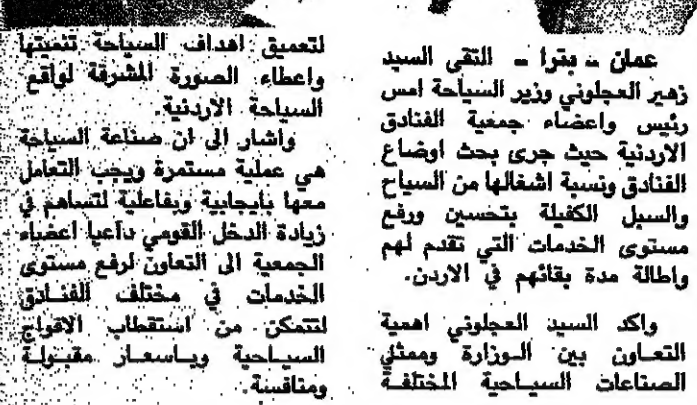 عمان ـ بترا ـ التقى السيد
زهير العجلوني وزير السياحة امس
رئيس واعضاء جمعية الفنادق
الاردنية حيث جرى بحث اوضاع
الفنادق ونسبة اشغالها من السياح
والسبل الكفيلة بتحسين ورفع
مستوى الخدمات التي تقدم لهم
واطالة مدة بقائهم في الاردن.
واكد السيد العجلوني اهمية
التعاون بين الوزارة وممثلي
الصناعات السياحية المختلفة
لتعميق اهداف السياحة تنميتها
واعطاء الصورة المشرقة لواقع
السياحة الاردنية.
واشار الى ان صناعة السياحة
هي عملية مستمرة ويجب التعامل
معها بايجابية وبفاعلية لتساهم في
زيادة الدخل القومي داعيا اعضاء
الجمعية الى التعاون لرفع مستوى
الخدمات في مختلف الفنادق
لتتمكن من استقطاب الافواج
السياحية وباسعار مقبولة
ومنافسة.